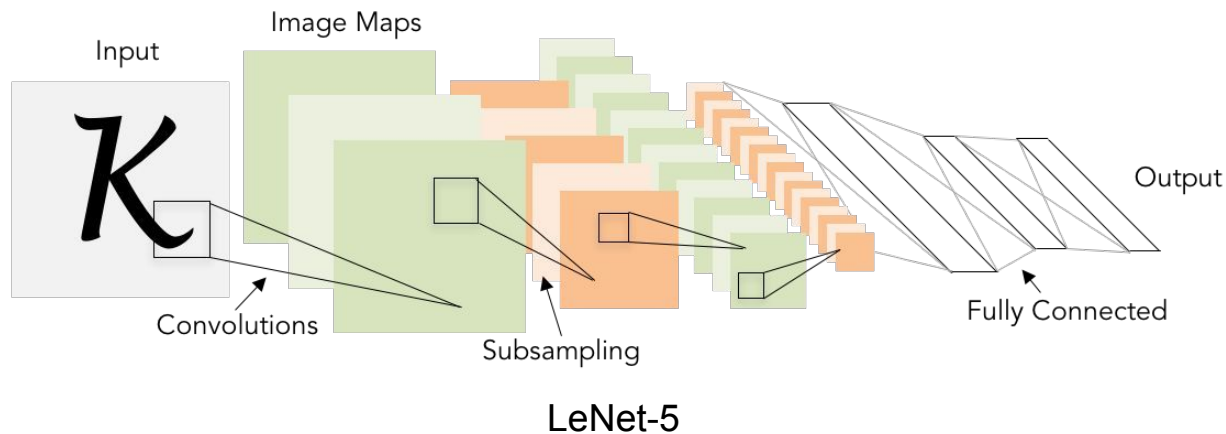 Image Maps
Input
K
Output
Convolutions
Fully Connected
Subsampling
LeNet-5